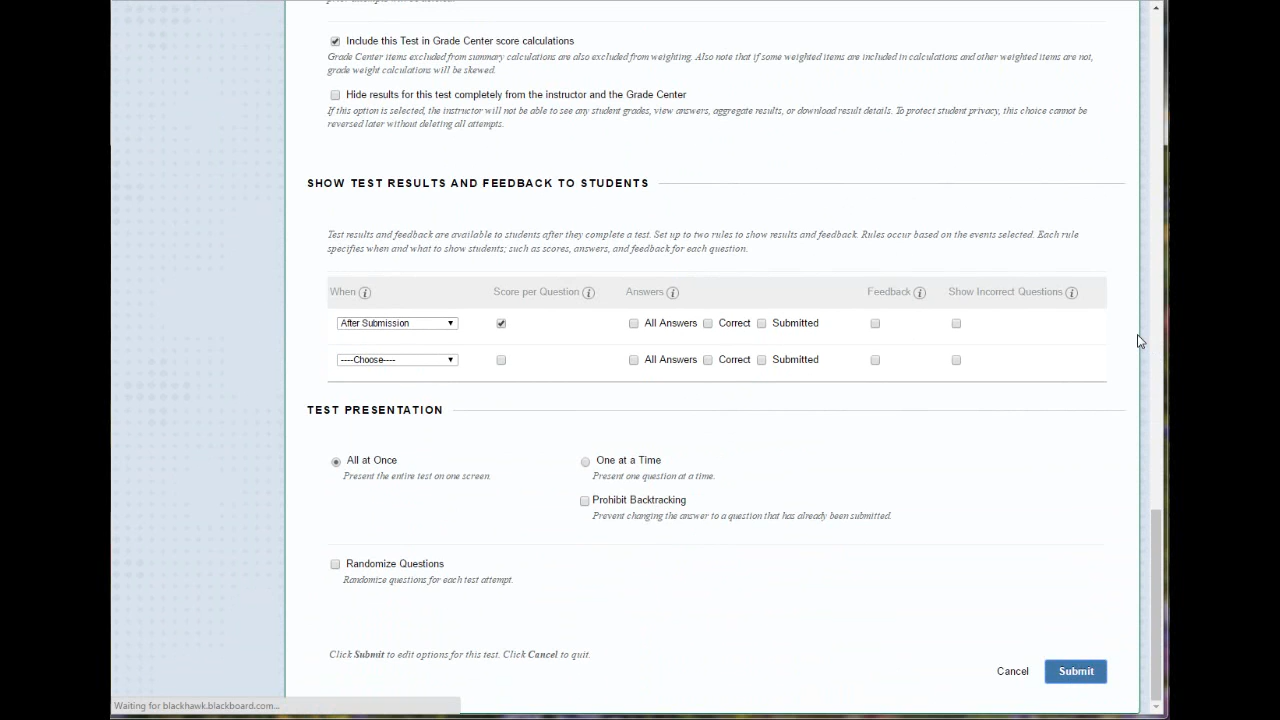 Include this Test in Grade Center score calculations
Grade Center items excluded from summary calculations are also excluded from weighting. Also note that if some weighted items are included in calculations and other weighted items are not,
grade weight calculations will be skewed.
Hide results for this test completely from the instructor and the Grade Center
If this option is selected, the instructor will not be able to see any student grades, view answers, aggregate results, or download result details. To protect student privacy, this choice cannot be
reversed later without deleting all attempts.
SHOW TEST RESULTS AND FEEDBACK TO STUDENTS
Test results and feedback are available to students after they complete a test. Set up to two rules to show results and feedback. Rules occur based on the events selected. Each rule
specifies when and what to show students; such as scores, answers, and feedback for each question.
When Score per Question Answers Feedback Show Incorrect Questions
After Submission All Answers Correct Submitted
----Choose---- All Answers Correct Submitted
TEST PRESENTATION
All at Once One at a Time
Present the entire test on one screen. Present one question at a time.
Prohibit Backtracking
Prevent changing the answer to a question that has already been submitted.
Randomize Questions
Randomize questions for each test attempt.
Click Submit to edit options for this test. Click Cancel to quit.
Cancel Submit
Waiting for blackhawk.blackboard.com...